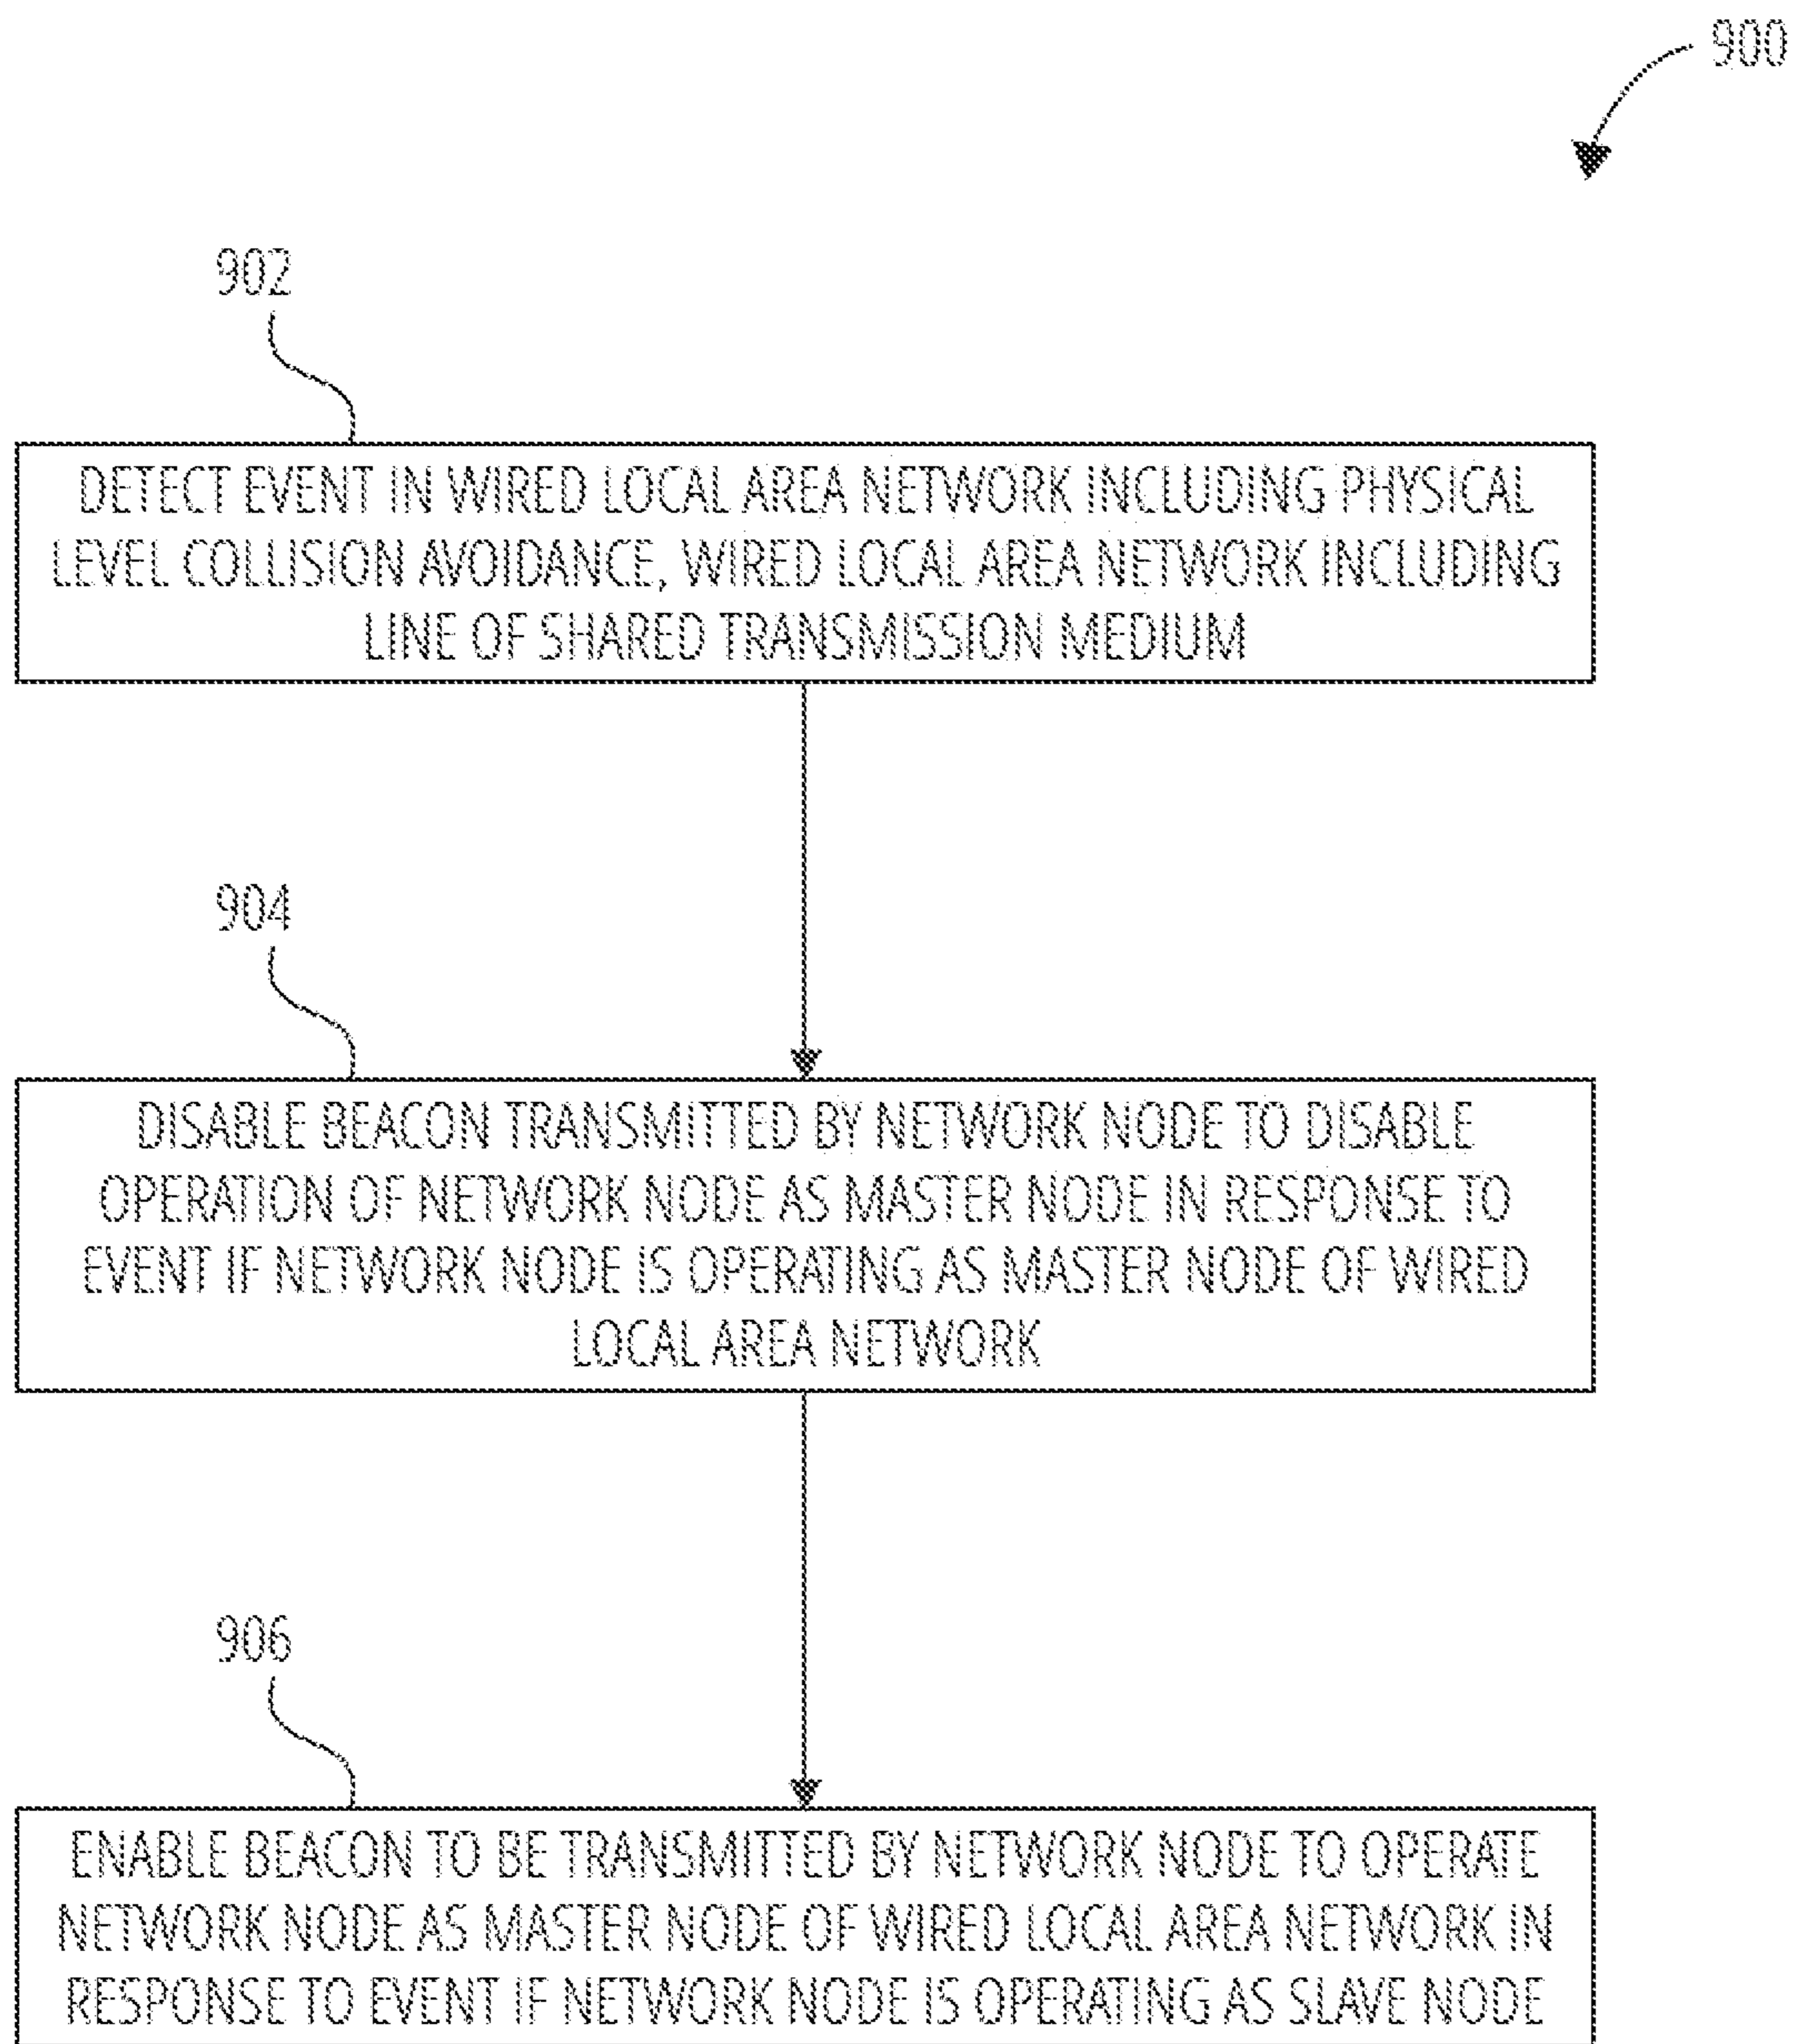 900
902
DETECT EVENT IN WIRED LOCAL AREA NETWORK INCLUDING PHYSICAL
LEVEL COLLISION AVOIDANCE, WIRED LOCAL AREA NETWORK INCLUDING
LINE OF SHARED TRANSMISSION MEDIUM
904
DISABLE BEACON TRANSMITTED BY NETWORK NODE TO DISABLE
OPERATION OF NETWORK NODE AS MASTER NODE IN RESPONSE TO
EVENT IF NETWORK NODE IS OPERATING AS MASTER NODE OF WIRED
LOCAL AREA NETWORK
906
ENABLE BEACON TO BE TRANSMITTED BY NETWORK NODE TO OPERATE
NETWORK NODE AS MASTER NODE OF WIRED LOCAL AREA NETWORK IN
RESPONSE TO EVENT IF NETWORK NODE IS OPERATING AS SLAVE NODE